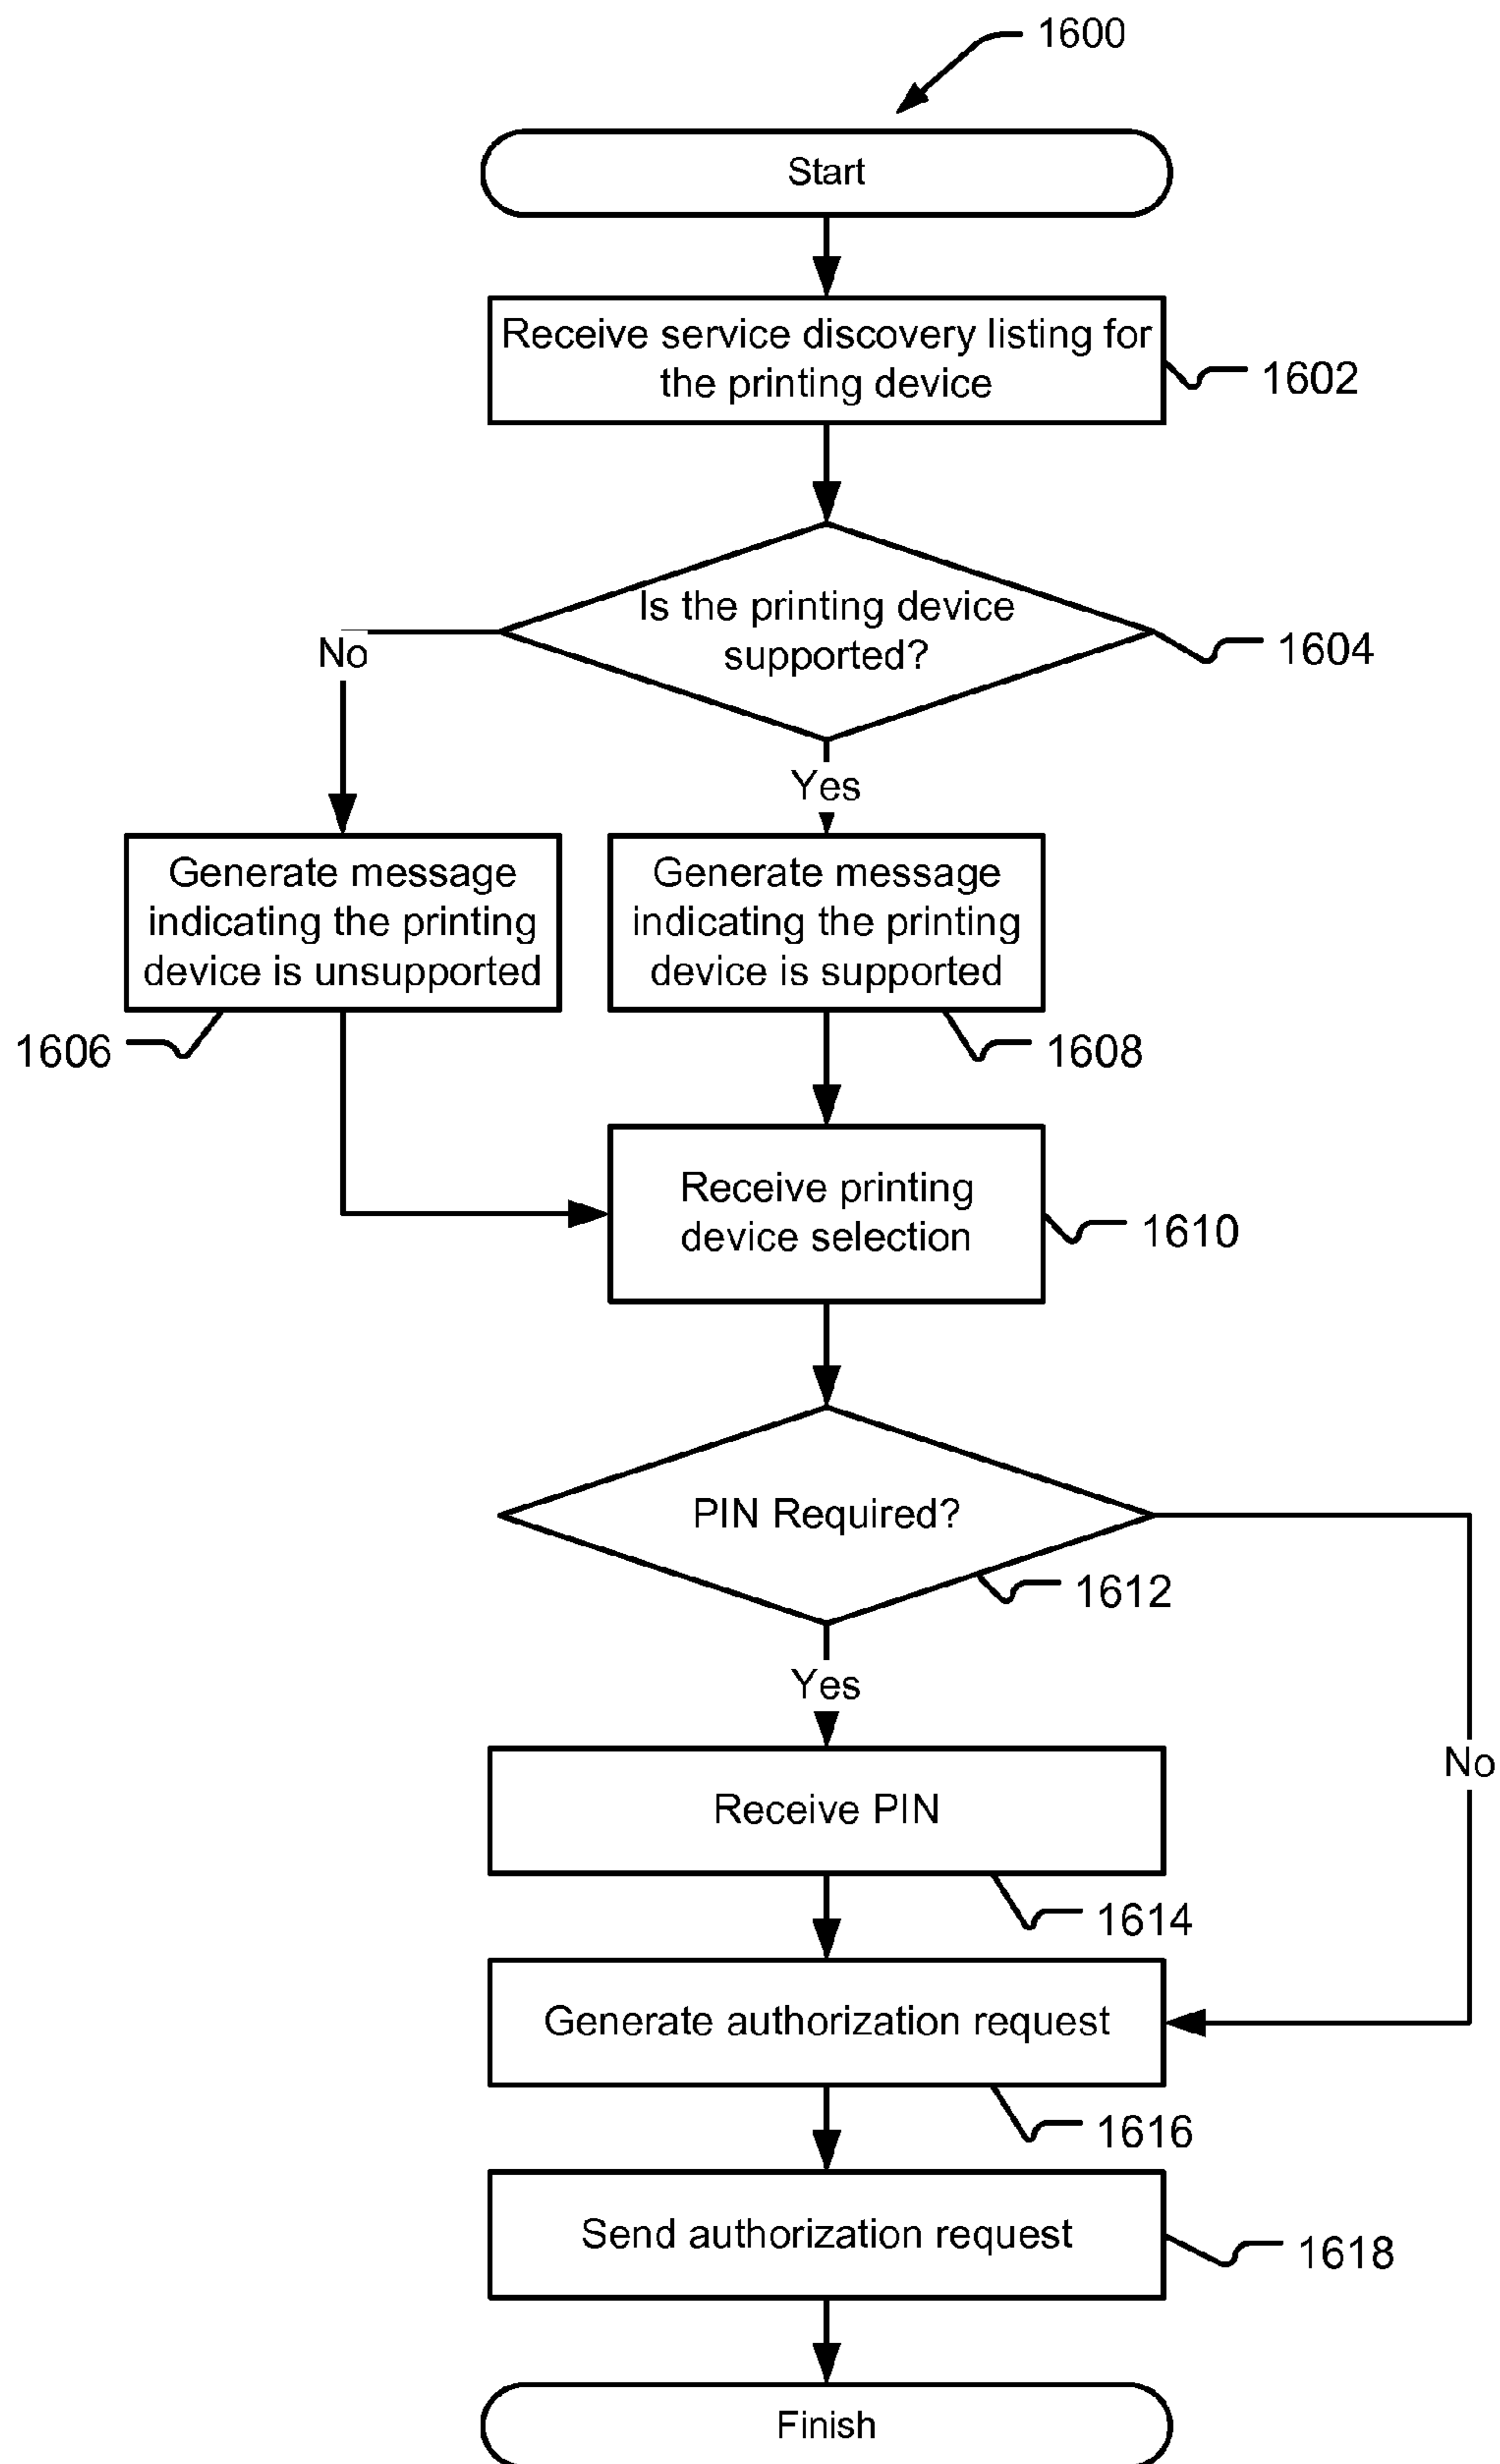 1600
Start
Receive service discovery listing for
the printing device
1602
Is the printing device
supported?
1604
No
Yes
Generate message
indicating the printing
device is unsupported
1606
Generate message
indicating the printing
device is supported
1608
Receive printing
device selection
1610
PIN Required?
1612
Yes
No
Receive PIN
1614
Generate authorization request
1616
Send authorization request
1618
Finish